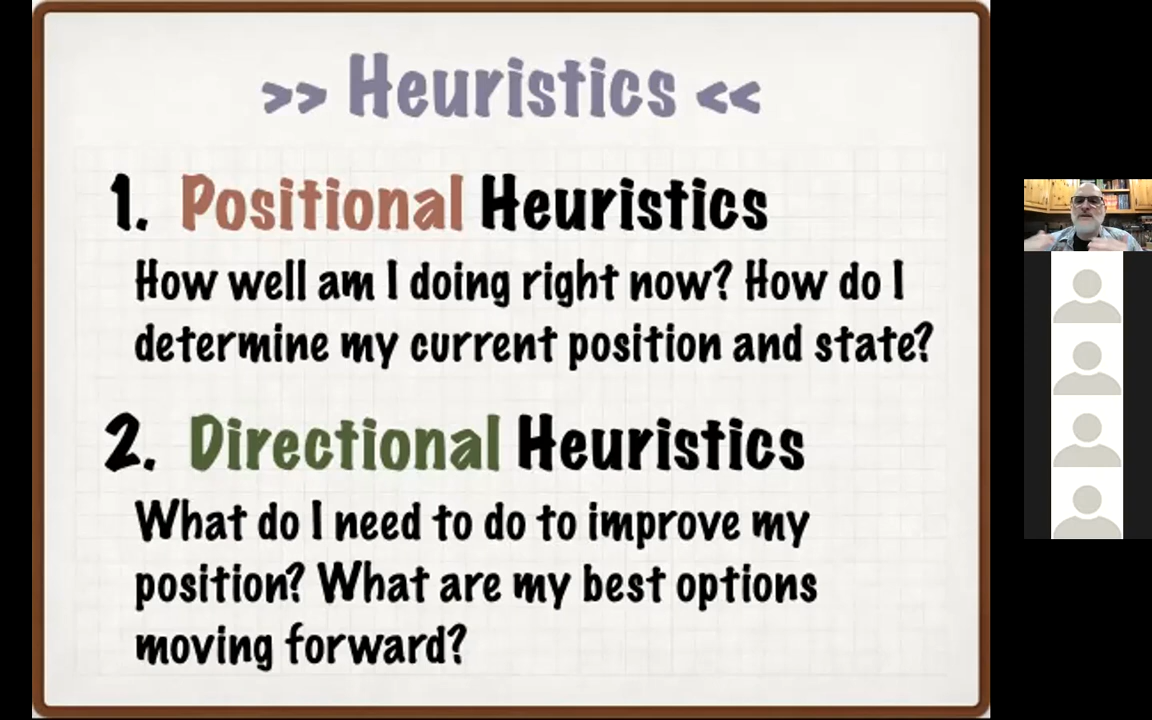 >> Heuristics <<
1. Positional Heuristics
How well am I doing right now? How do I
determine my current position and state?
2. Directional Heuristics
What do I need to do to improve my
position? What are my best options
moving forward?